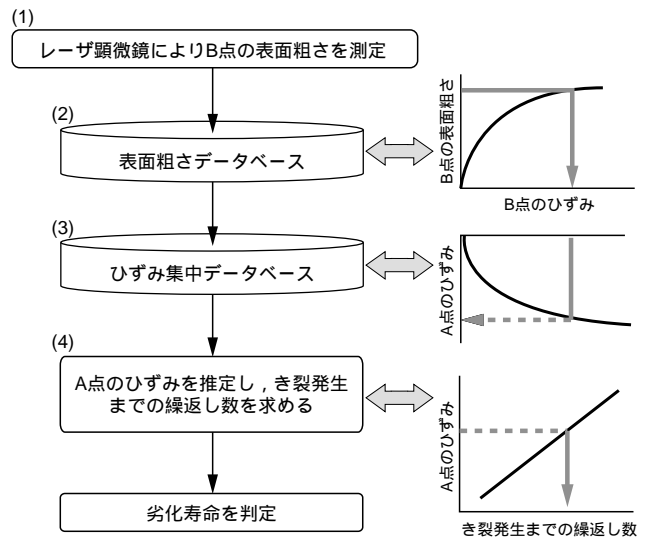 (1)
レーザ顕微鏡によりB点の表面粗さを測定
(2)
表面粗さデータベース
B点の表面粗さ
B点のひずみ
(3)
ひずみ集中データベース
A点のひずみ
(4)
A点のひずみを推定し，き裂発生
までの繰返し数を求める
A点のひずみ
き裂発生までの繰返し数
劣化寿命を判定